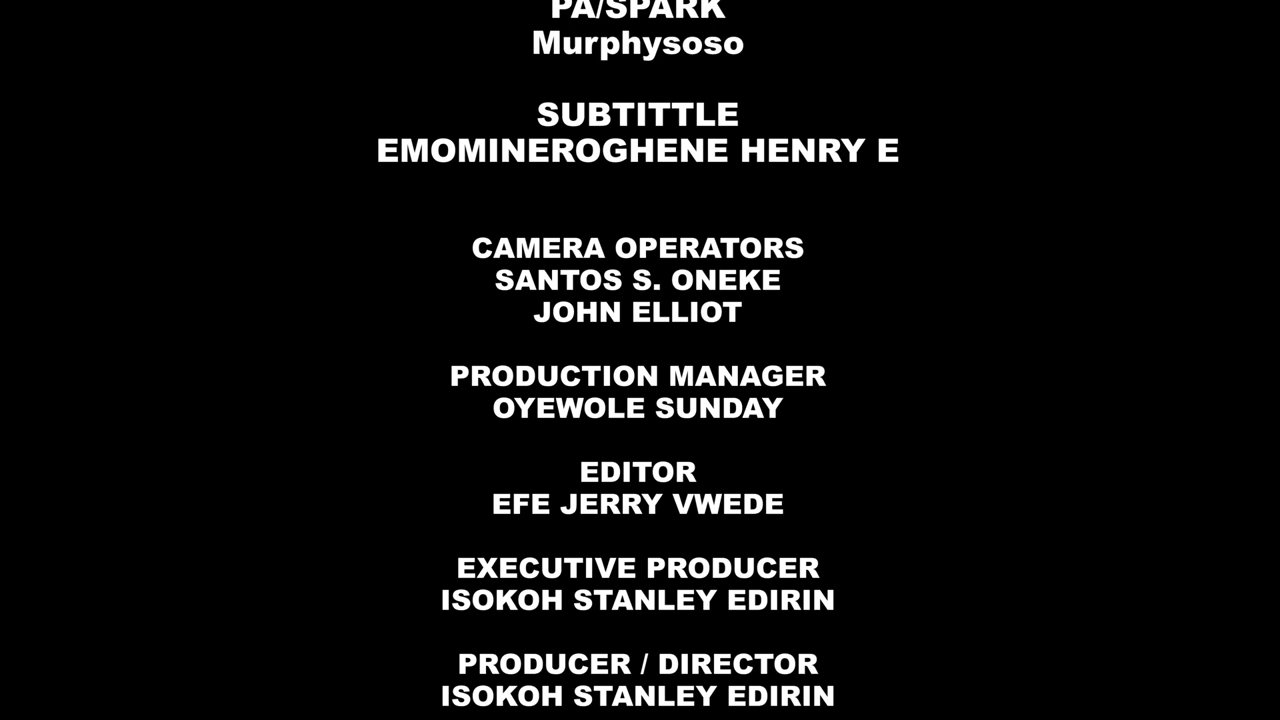 PA/SPARK
Murphysoso
SUBTITTLE
EMOMINEROGHENE HENRY E
CAMERA OPERATORS
SANTOS S. ONEKE
JOHN ELLIOT
PRODUCTION MANAGER
OYEWOLE SUNDAY
EDITOR
EFE JERRY VWEDE
EXECUTIVE PRODUCER
ISOKOH STANLEY EDIRIN
PRODUCER / DIRECTOR
ISOKOH STANLEY EDIRIN